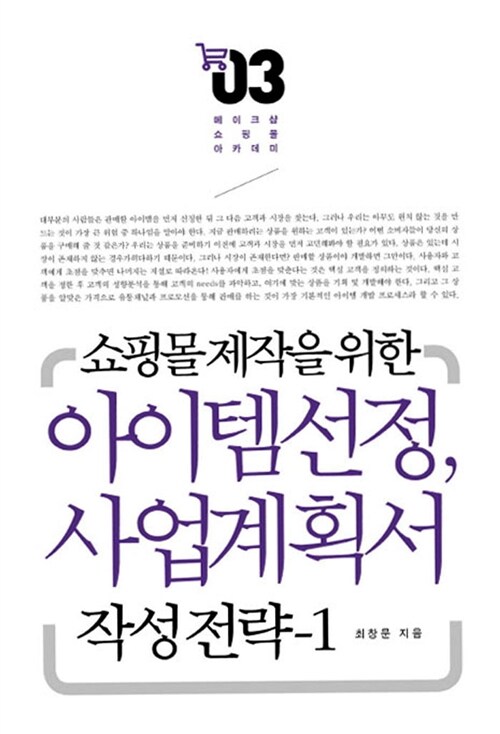 03
메이크샵
쇼핑몰
아카데미
대부분의 사람들은 판매할 아이템을 먼저 선정한 뒤 그 다음 고객과 시장을 찾는다. 그러나 우리는 아무도 원치 않는 것을 만
드는 것이 가장 큰 위험 중 하나임을 알아야 한다. 지금 판매하려는 상품을 원하는 고객이 있는가? 어떤 소비자들이 당신의 상
품을 구매해 줄 것 같은가? 우리는 상품을 준비하기 이전에 고객과 시장을 먼저 고민해봐야 할 필요가 있다. 상품은 있는데 시
장이 존재하지 않는 경우가허다하기 때문이다. 그러나 시장이 존재한다면? 판매할 상품이야 개발하면 그만이다. 사용자와 고
객에게 초점을 맞추면 나머지는 저절로 따라온다! 사용자에게 초점을 맞춘다는 것은 핵심 고객을 정의하는 것이다. 핵심 고
객을 정한 후 고객의 성향분석을 통해 고객의 needs를 파악하고, 여기에 맞는 상품을 기획 및 개발해야 한다. 그리고 그 상
품을 알맞은 가격으로 유통채널과 프로모션을 통해 판매를 하는 것이 가장 기본적인 아이템 개발 프로세스라 할 수 있다.
쇼핑몰 제작을 위한
아이템선정,
사업계획서
작성 전략-1 최창문 지음